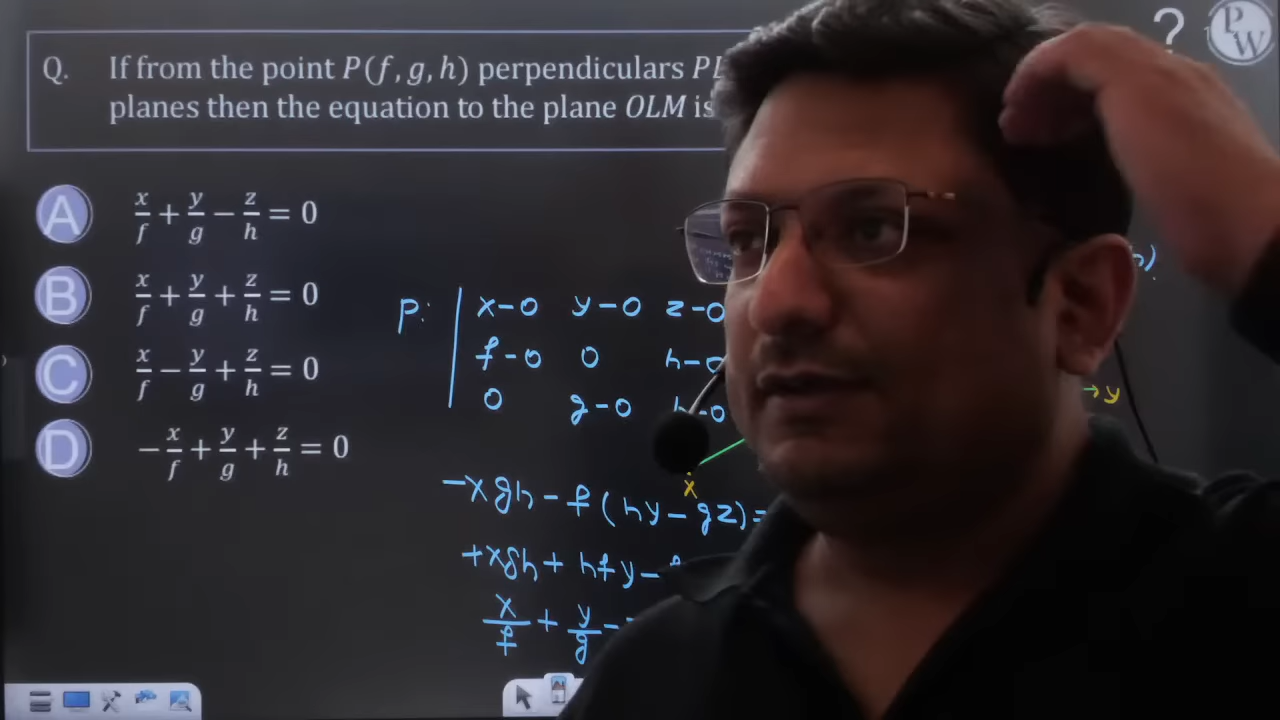 Q. If from the point P(f, g, h) perpendiculars
planes then the equation to the plane OLM is
A x/f + y/g − z/h = 0
B x/f + y/g + z/h = 0
C x/f − y/g + z/h = 0
D −x/f + y/g + z/h = 0
P: | x−0 y−0 z−0
f−0 0 h−0
0 g−0 h−0
−xgh − f(hy − gz) =
+xgh + hfy −
x/f + y/g −
→ y
x
?
P
W